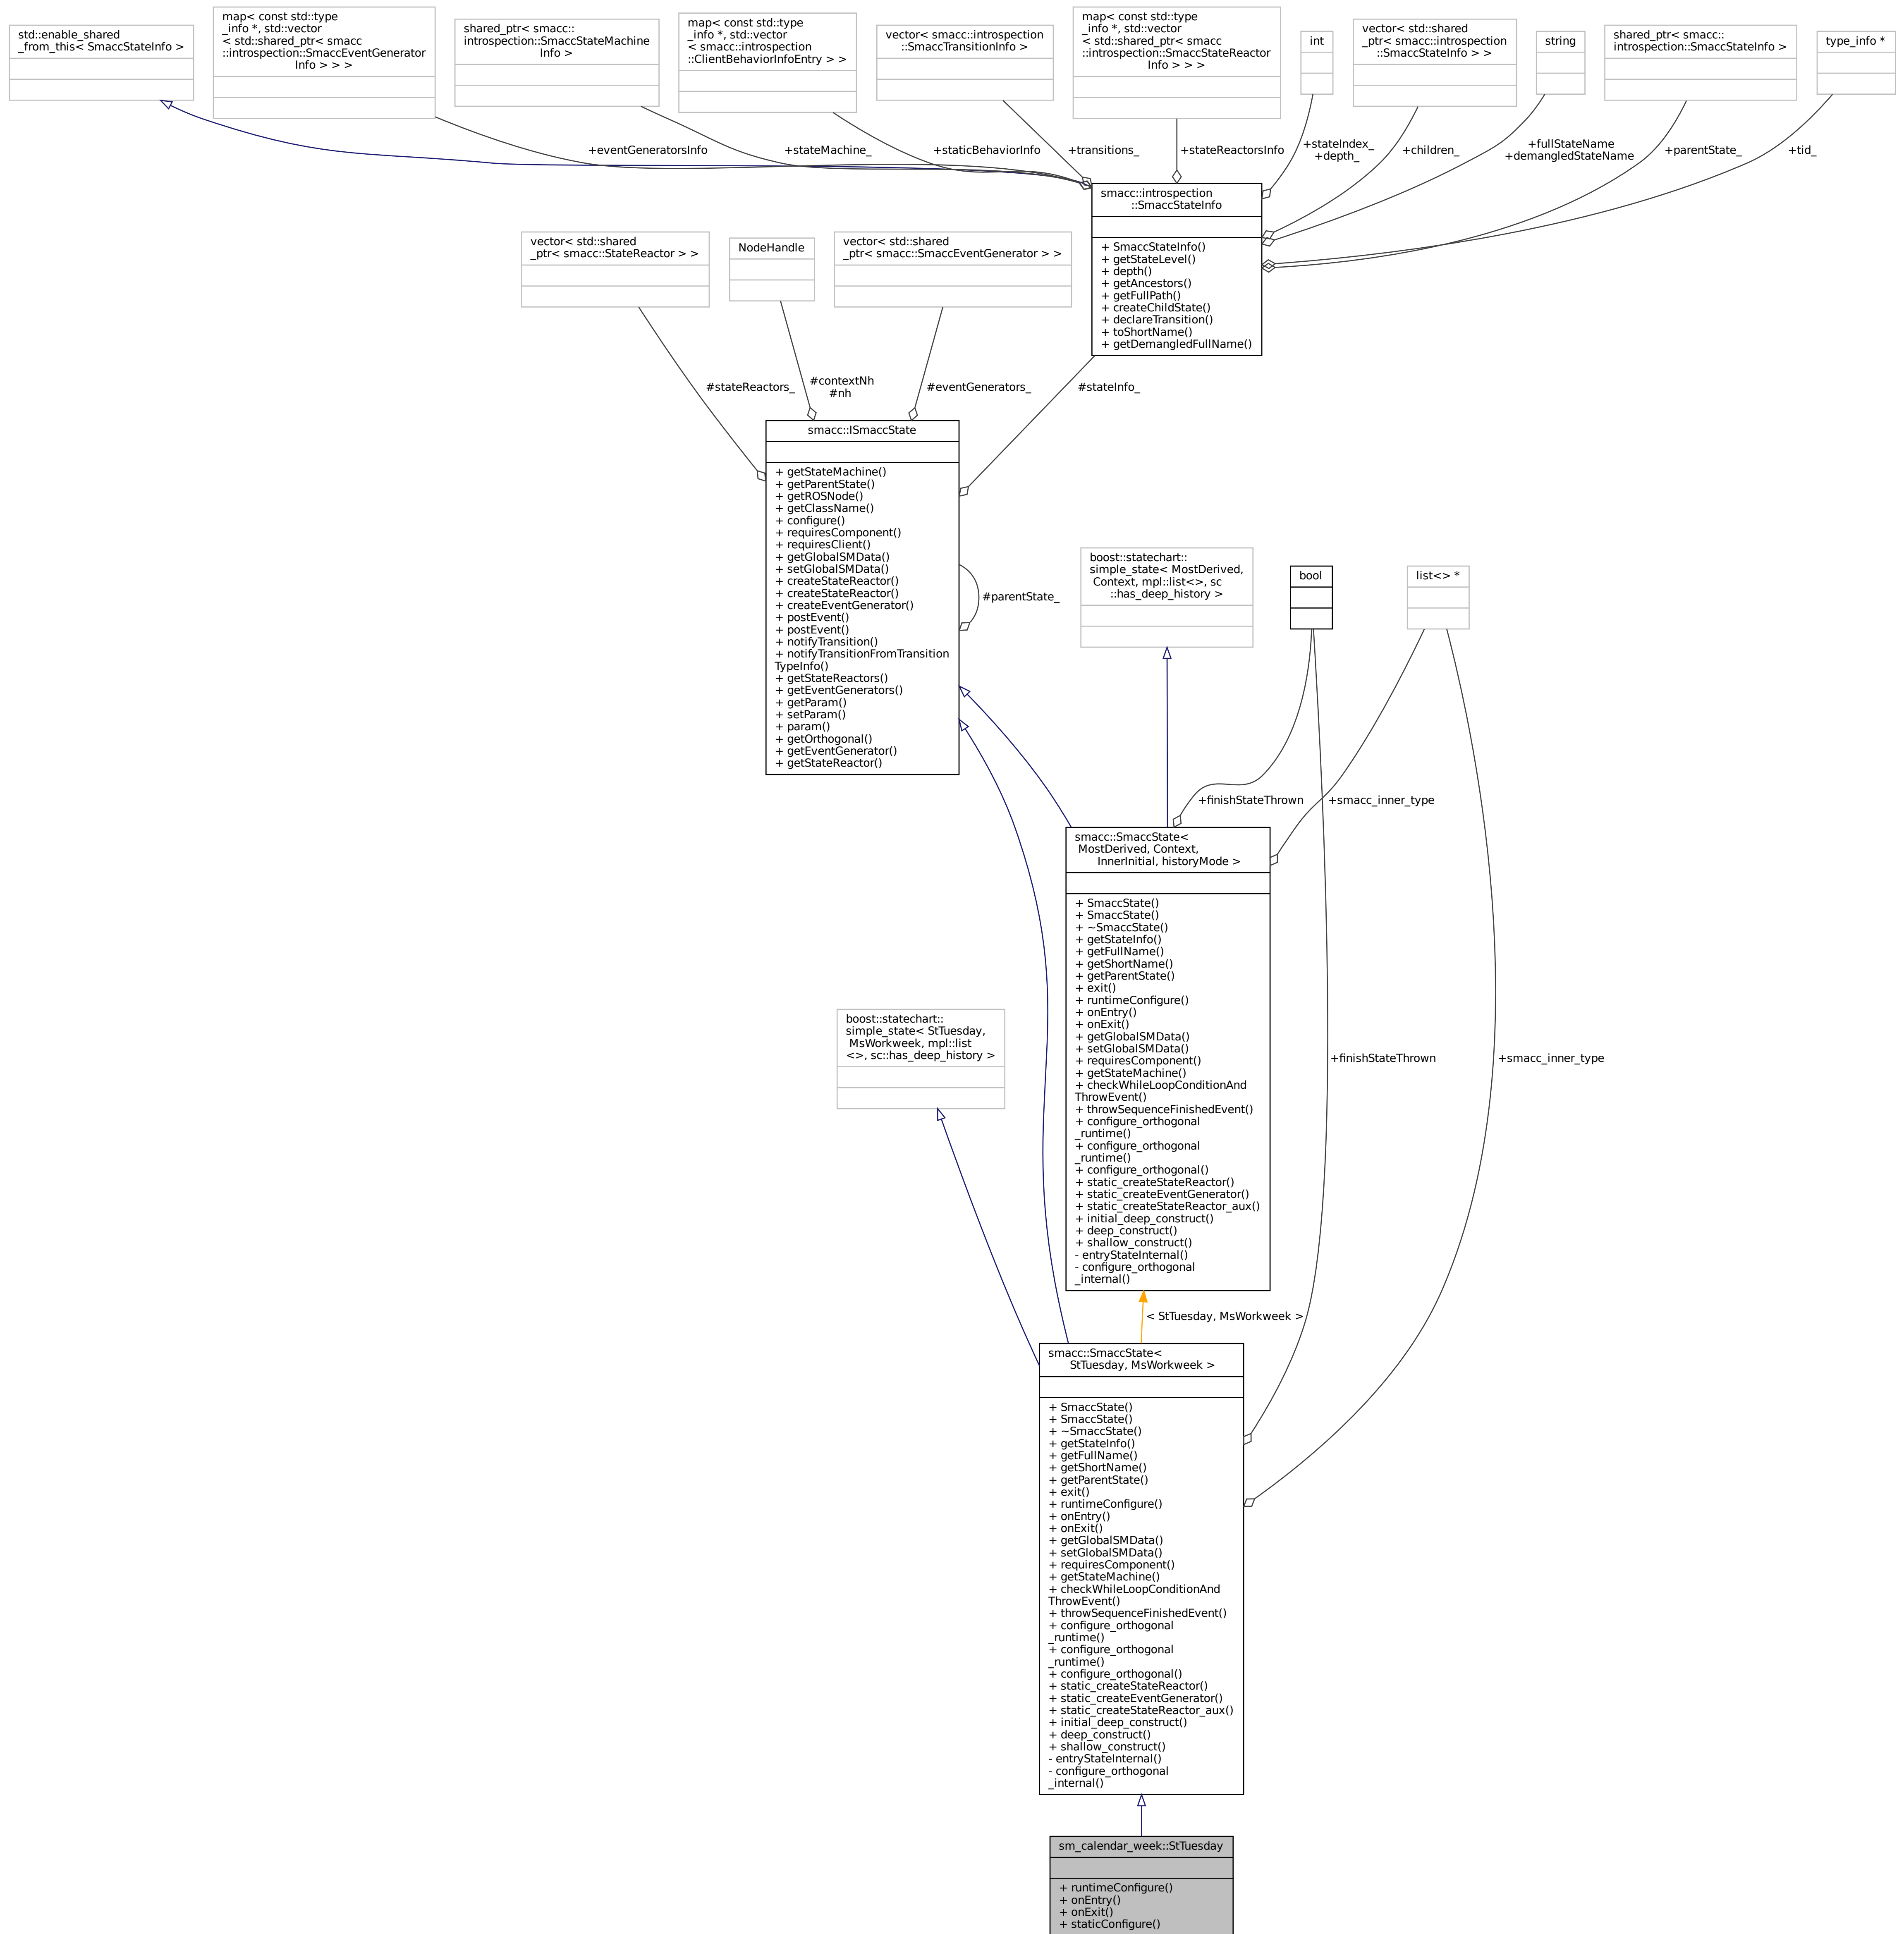 std::enable_shared
_from_this< SmaccStateInfo >
map< const std::type
_info *, std::vector
< std::shared_ptr< smacc
::introspection::SmaccEventGenerator
Info > > >
shared_ptr< smacc::
introspection::SmaccStateMachine
Info >
map< const std::type
_info *, std::vector
< smacc::introspection
::ClientBehaviorInfoEntry > >
vector< smacc::introspection
::SmaccTransitionInfo >
map< const std::type
_info *, std::vector
< std::shared_ptr< smacc
::introspection::SmaccStateReactor
Info > > >
int
vector< std::shared
_ptr< smacc::introspection
::SmaccStateInfo > >
string
shared_ptr< smacc::
introspection::SmaccStateInfo >
type_info *
+eventGeneratorsInfo
+stateMachine_
+staticBehaviorInfo
+transitions_
+stateReactorsInfo
+stateIndex_
+depth_
+children_
+fullStateName
+demangledStateName
+parentState_
+tid_
smacc::introspection
::SmaccStateInfo
+ SmaccStateInfo()
+ getStateLevel()
+ depth()
+ getAncestors()
+ getFullPath()
+ createChildState()
+ declareTransition()
+ toShortName()
+ getDemangledFullName()
vector< std::shared
_ptr< smacc::StateReactor > >
NodeHandle
vector< std::shared
_ptr< smacc::SmaccEventGenerator > >
#stateReactors_
#contextNh
#nh
#eventGenerators_
#stateInfo_
smacc::ISmaccState
+ getStateMachine()
+ getParentState()
+ getROSNode()
+ getClassName()
+ configure()
+ requiresComponent()
+ requiresClient()
+ getGlobalSMData()
+ setGlobalSMData()
+ createStateReactor()
+ createStateReactor()
+ createEventGenerator()
+ postEvent()
+ postEvent()
+ notifyTransition()
+ notifyTransitionFromTransition
TypeInfo()
+ getStateReactors()
+ getEventGenerators()
+ getParam()
+ setParam()
+ param()
+ getOrthogonal()
+ getEventGenerator()
+ getStateReactor()
#parentState_
boost::statechart::
simple_state< MostDerived,
Context, mpl::list<>, sc
::has_deep_history >
bool
list<> *
+finishStateThrown
+smacc_inner_type
smacc::SmaccState<
MostDerived, Context,
InnerInitial, historyMode >
+ SmaccState()
+ SmaccState()
+ ~SmaccState()
+ getStateInfo()
+ getFullName()
+ getShortName()
+ getParentState()
+ exit()
+ runtimeConfigure()
+ onEntry()
+ onExit()
+ getGlobalSMData()
+ setGlobalSMData()
+ requiresComponent()
+ getStateMachine()
+ checkWhileLoopConditionAnd
ThrowEvent()
+ throwSequenceFinishedEvent()
+ configure_orthogonal
_runtime()
+ configure_orthogonal
_runtime()
+ configure_orthogonal()
+ static_createStateReactor()
+ static_createEventGenerator()
+ static_createStateReactor_aux()
+ initial_deep_construct()
+ deep_construct()
+ shallow_construct()
- entryStateInternal()
- configure_orthogonal
_internal()
boost::statechart::
simple_state< StTuesday,
MsWorkweek, mpl::list
<>, sc::has_deep_history >
+finishStateThrown
+smacc_inner_type
< StTuesday, MsWorkweek >
smacc::SmaccState<
StTuesday, MsWorkweek >
+ SmaccState()
+ SmaccState()
+ ~SmaccState()
+ getStateInfo()
+ getFullName()
+ getShortName()
+ getParentState()
+ exit()
+ runtimeConfigure()
+ onEntry()
+ onExit()
+ getGlobalSMData()
+ setGlobalSMData()
+ requiresComponent()
+ getStateMachine()
+ checkWhileLoopConditionAnd
ThrowEvent()
+ throwSequenceFinishedEvent()
+ configure_orthogonal
_runtime()
+ configure_orthogonal
_runtime()
+ configure_orthogonal()
+ static_createStateReactor()
+ static_createEventGenerator()
+ static_createStateReactor_aux()
+ initial_deep_construct()
+ deep_construct()
+ shallow_construct()
- entryStateInternal()
- configure_orthogonal
_internal()
sm_calendar_week::StTuesday
+ runtimeConfigure()
+ onEntry()
+ onExit()
+ staticConfigure()